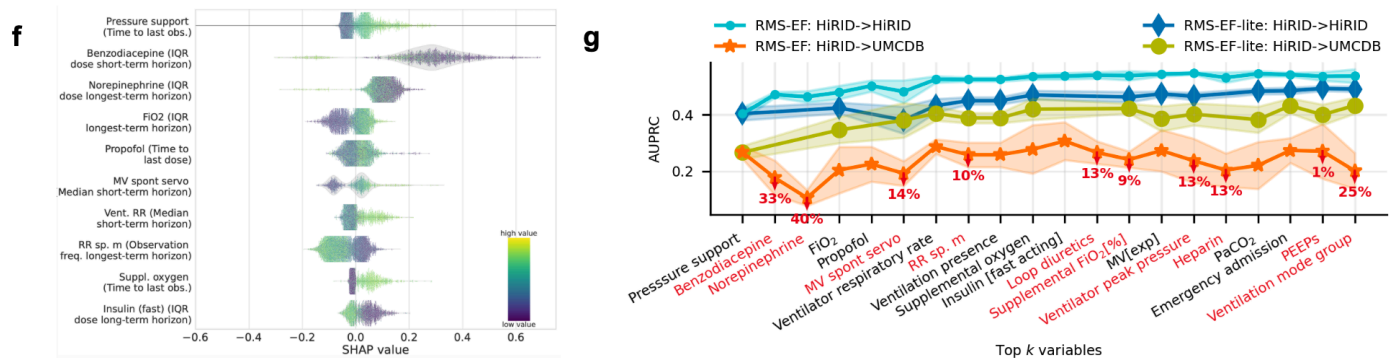 f
Pressure support
(Time to last obs.)
Benzodiacepine (IQR
dose short-term horizon)
Norepinephrine (IQR
dose longest-term horizon)
FiO2 (IQR
longest-term horizon)
Propofol (Time to
last dose)
MV spont servo
(Median short-term horizon)
Vent. RR (Median
short-term horizon)
RR sp. m (Observation
freq. longest-term horizon)
Suppl. oxygen
(Time to last obs.)
Insulin (fast) (IQR
dose long-term horizon)
high value
low value
−0.6 −0.4 −0.2 0.0 0.2 0.4 0.6
SHAP value
g
RMS-EF: HiRID->HiRID
RMS-EF: HiRID->UMCDB
RMS-EF-lite: HiRID->HiRID
RMS-EF-lite: HiRID->UMCDB
AUPRC
0.4
0.2
33%
40%
14%
10%
13%
9%
13%
13%
1%
25%
Presssure support
Benzodiacepine
Norepinephrine
FiO2
Propofol
MV spont servo
Ventilator respiratory rate
RR sp. m
Ventilation presence
Supplemental oxygen
Insulin [fast acting]
Loop diuretics
Supplemental FiO2[%]
MV[exp]
Ventilator peak pressure
Heparin
PaCO2
Emergency admission
PEEPs
Ventilation mode group
Top k variables